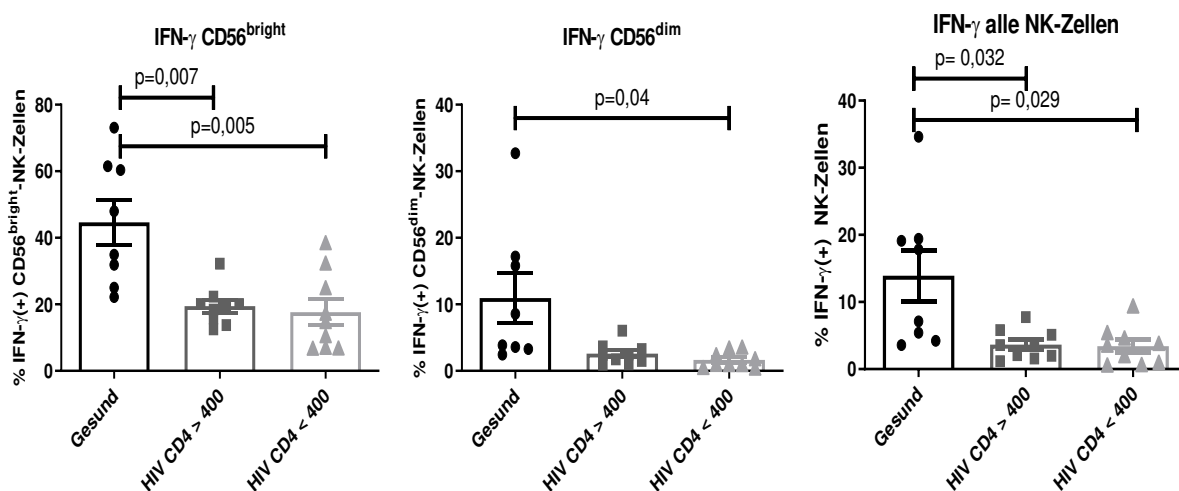 IFN-γ CD56bright
p=0,007
p=0,005
% IFN-γ(+) CD56bright-NK-Zellen
80
60
40
20
0
Gesund
HIV CD4 > 400
HIV CD4 < 400
IFN-γ CD56dim
p=0,04
% IFN-γ(+) CD56dim-NK-Zellen
40
30
20
10
0
Gesund
HIV CD4 > 400
HIV CD4 < 400
IFN-γ alle NK-Zellen
p= 0,032
p= 0,029
% IFN-γ(+) NK-Zellen
40
30
20
10
0
Gesund
HIV CD4 > 400
HIV CD4 < 400